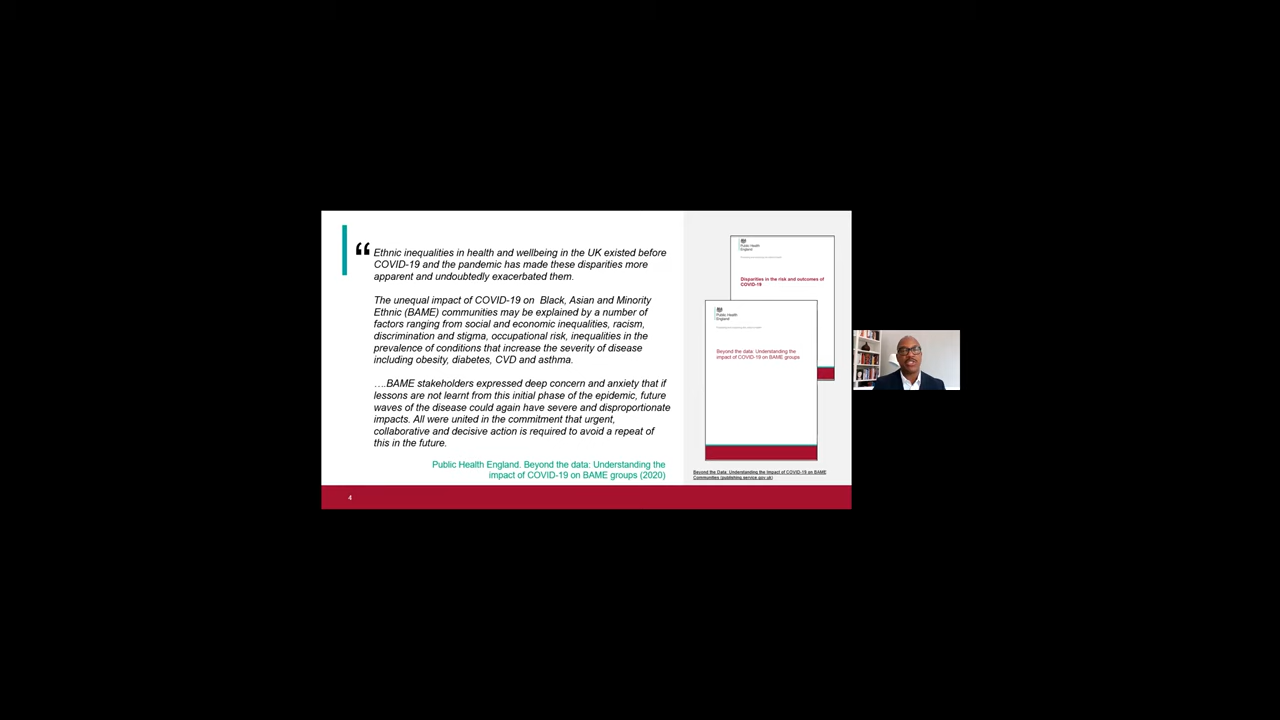 “ Ethnic inequalities in health and wellbeing in the UK existed before
COVID-19 and the pandemic has made these disparities more
apparent and undoubtedly exacerbated them.
The unequal impact of COVID-19 on Black, Asian and Minority
Ethnic (BAME) communities may be explained by a number of
factors ranging from social and economic inequalities, racism,
discrimination and stigma, occupational risk, inequalities in the
prevalence of conditions that increase the severity of disease
including obesity, diabetes, CVD and asthma.
….BAME stakeholders expressed deep concern and anxiety that if
lessons are not learnt from this initial phase of the epidemic, future
waves of the disease could again have severe and disproportionate
impacts. All were united in the commitment that urgent,
collaborative and decisive action is required to avoid a repeat of
this in the future.
Public Health England. Beyond the data: Understanding the
impact of COVID-19 on BAME groups (2020)
4
Public Health
England
Disparities in the risk and outcomes of
COVID-19
Public Health
England
Beyond the data: Understanding the
impact of COVID-19 on BAME groups
Beyond the Data: Understanding the Impact of COVID-19 on BAME
Communities (publishing.service.gov.uk)